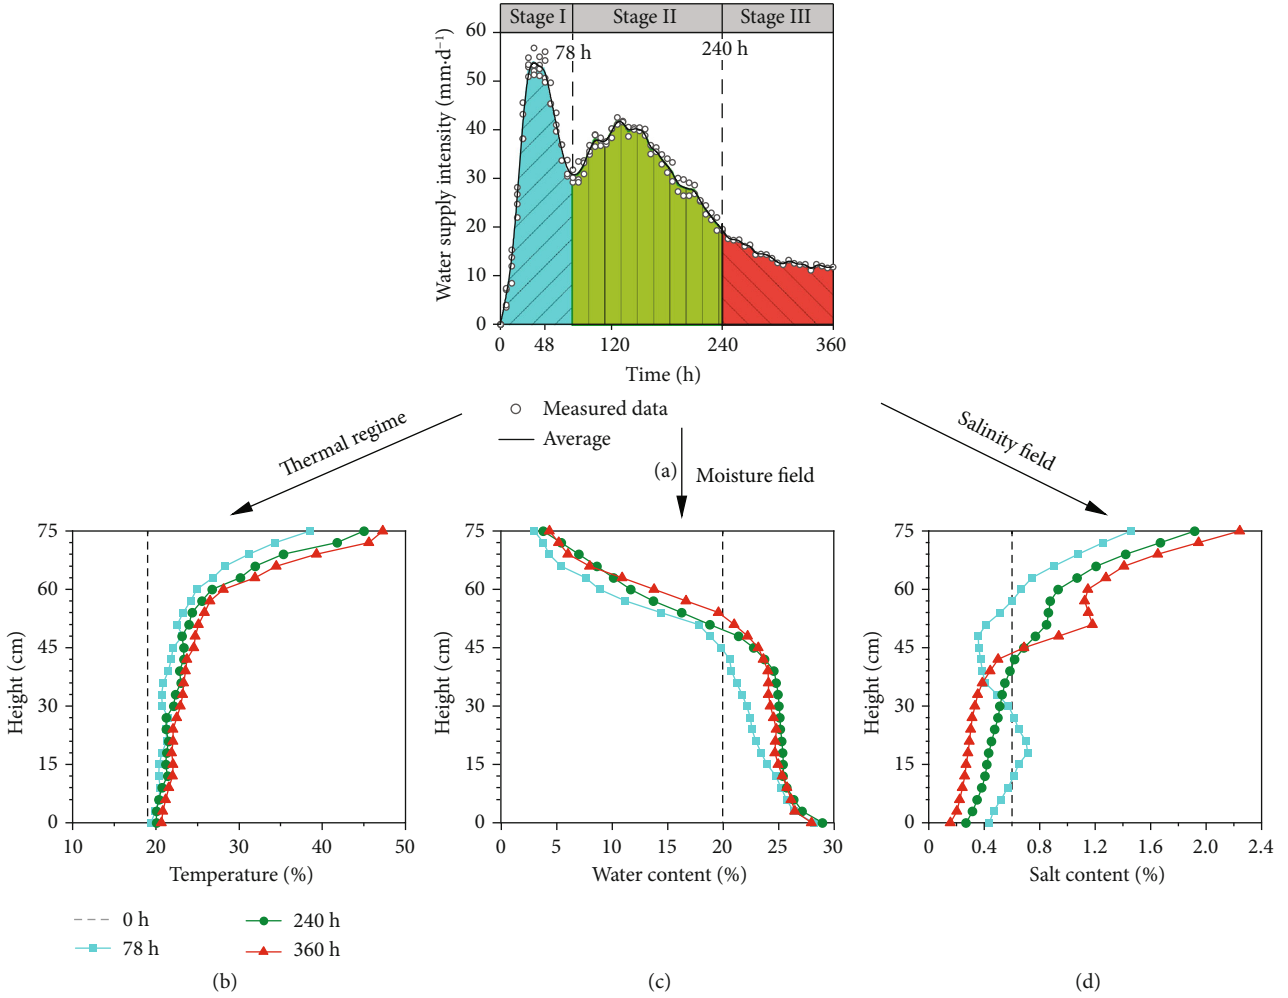 Stage I Stage II Stage III
60
78 h 240 h
50
40
30
20
10
0
Water supply intensity (mm·d⁻¹)
0 48 120 240 360
Time (h)
Measured data
Average
(a)
Thermal regime
Moisture field
Salinity field
75
60
45
30
15
0
Height (cm)
10 20 30 40 50
Temperature (%)
75
60
45
30
15
0
Height (cm)
0 5 10 15 20 25 30
Water content (%)
75
60
45
30
15
0
Height (cm)
0 0.4 0.8 1.2 1.6 2.0 2.4
Salt content (%)
0 h 240 h
78 h 360 h
(b) (c) (d)